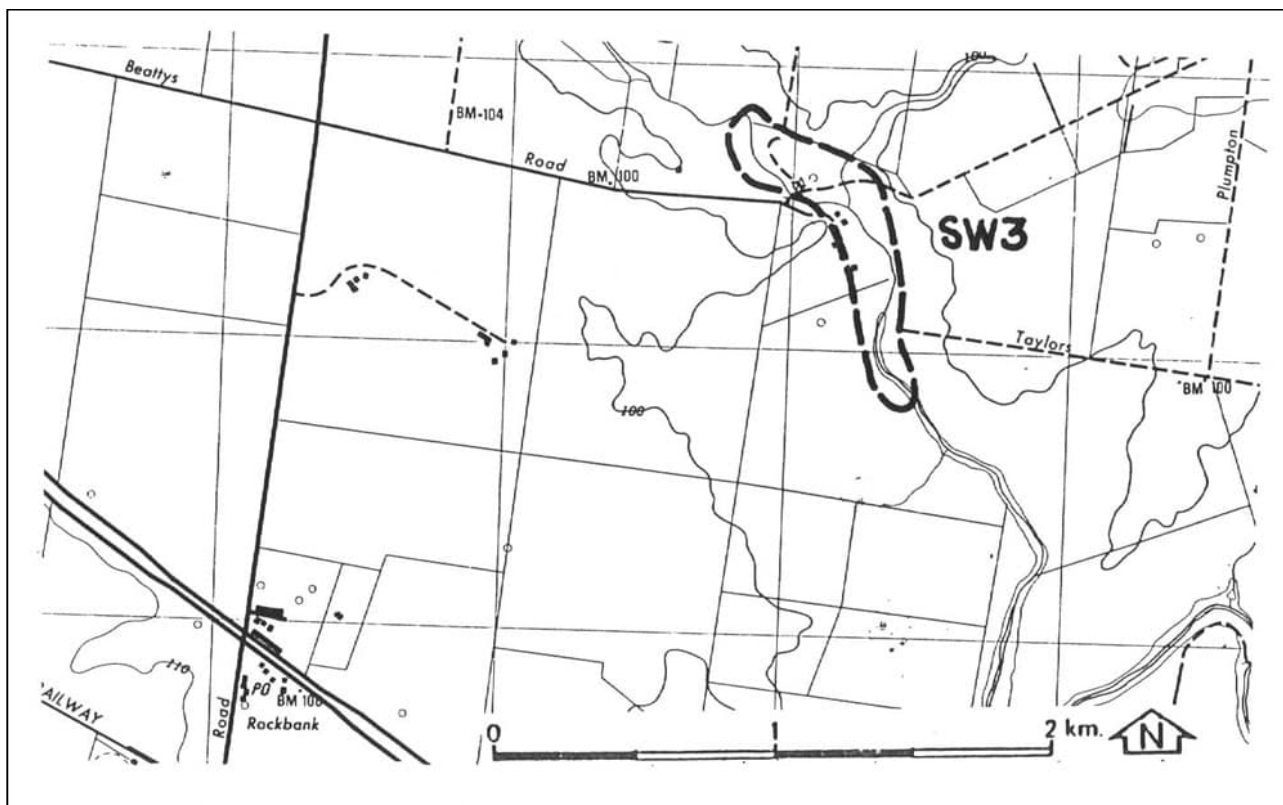 100
Beattys
BM·104
Road
BM. 100
Plumpton
SW3
Taylors
BM 100
100
110
PO
BM 106
Rockbank
RAILWAY
Road
0
1
2 km.
N